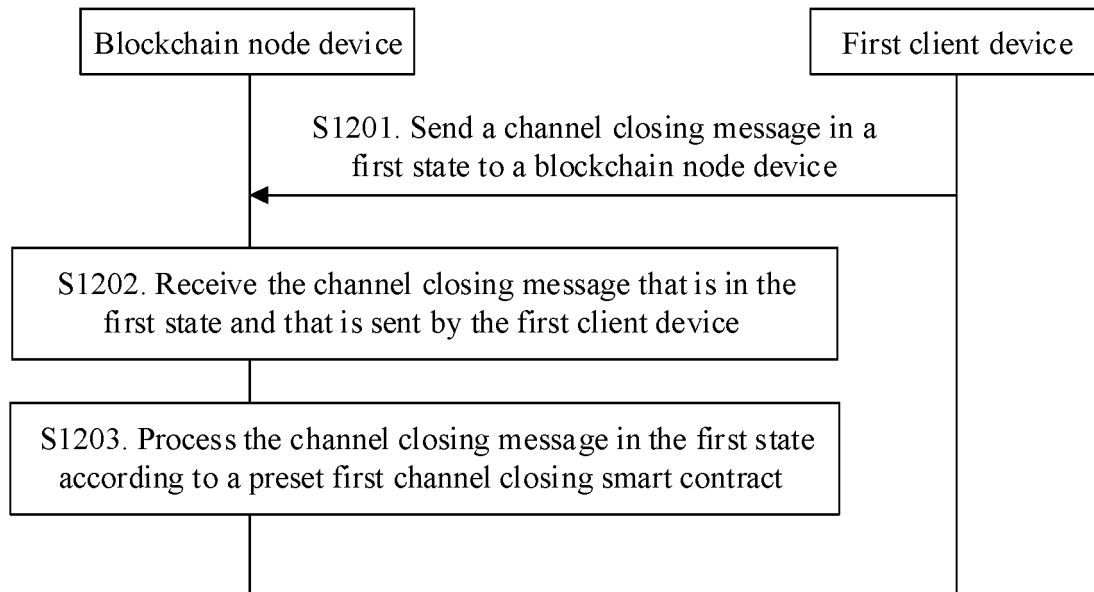 Blockchain node device
First client device
S1201. Send a channel closing message in a
first state to a blockchain node device
S1202. Receive the channel closing message that is in the
first state and that is sent by the first client device
S1203. Process the channel closing message in the first state
according to a preset first channel closing smart contract